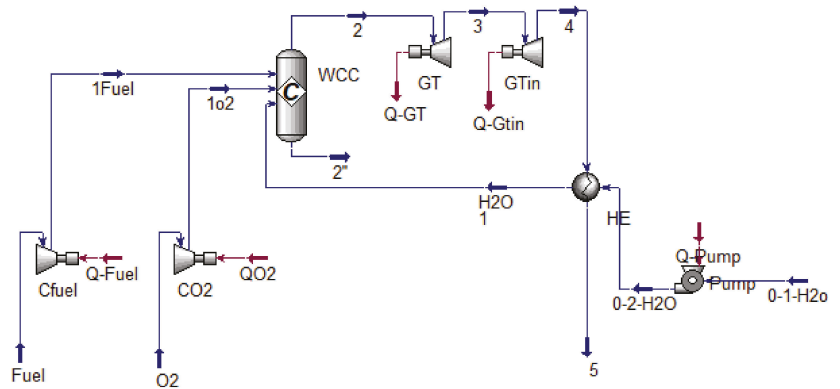 2
3
4
WCC
C
1Fuel
1o2
GT
GTin
Q-GT
Q-Gtin
2"
H2O
1
HE
Q-Fuel
Cfuel
QO2
CO2
Q-Pump
Pump
0-2-H2O
0-1-H2o
Fuel
O2
5